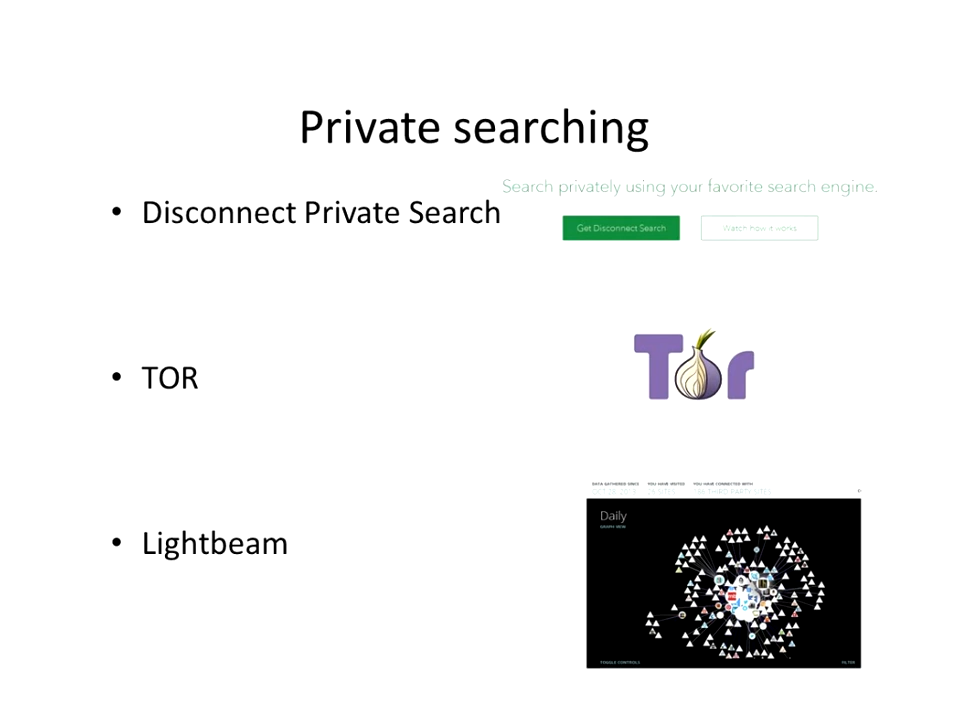 Private searching
• Disconnect Private Search
Search privately using your favorite search engine.
Get Disconnect Search
Watch how it works
• TOR
Tor
• Lightbeam
DATA GATHERED SINCE YOU HAVE VISITED YOU HAVE CONNECTED WITH
Daily
GRAPH VIEW
TOGGLE CONTROLS
FILTER